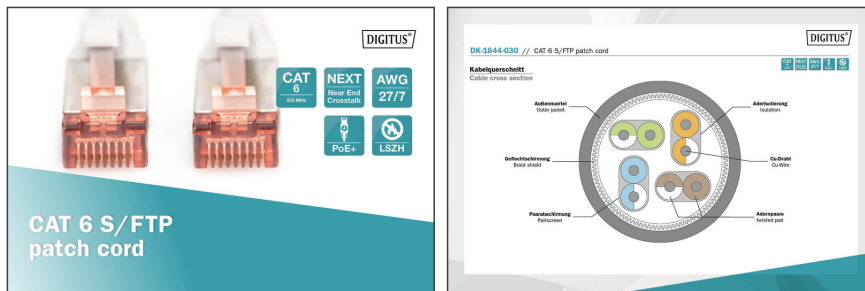 DIGITUS®
CAT
6
250 MHz
NEXT
Near End
Crosstalk
AWG
27/7
PoE+
LSZH
CAT 6 S/FTP
patch cord
DIGITUS®
DK-1644-030 // CAT 6 S/FTP patch cord
Kabelquerschnitt
Cable cross section
Außenmantel
Outer jacket
Aderisolierung
Insulation
Geflechtschirmung
Braid shield
Cu-Draht
Cu-Wire
Paarabschirmung
Pairscreen
Adernpaare
twisted pair